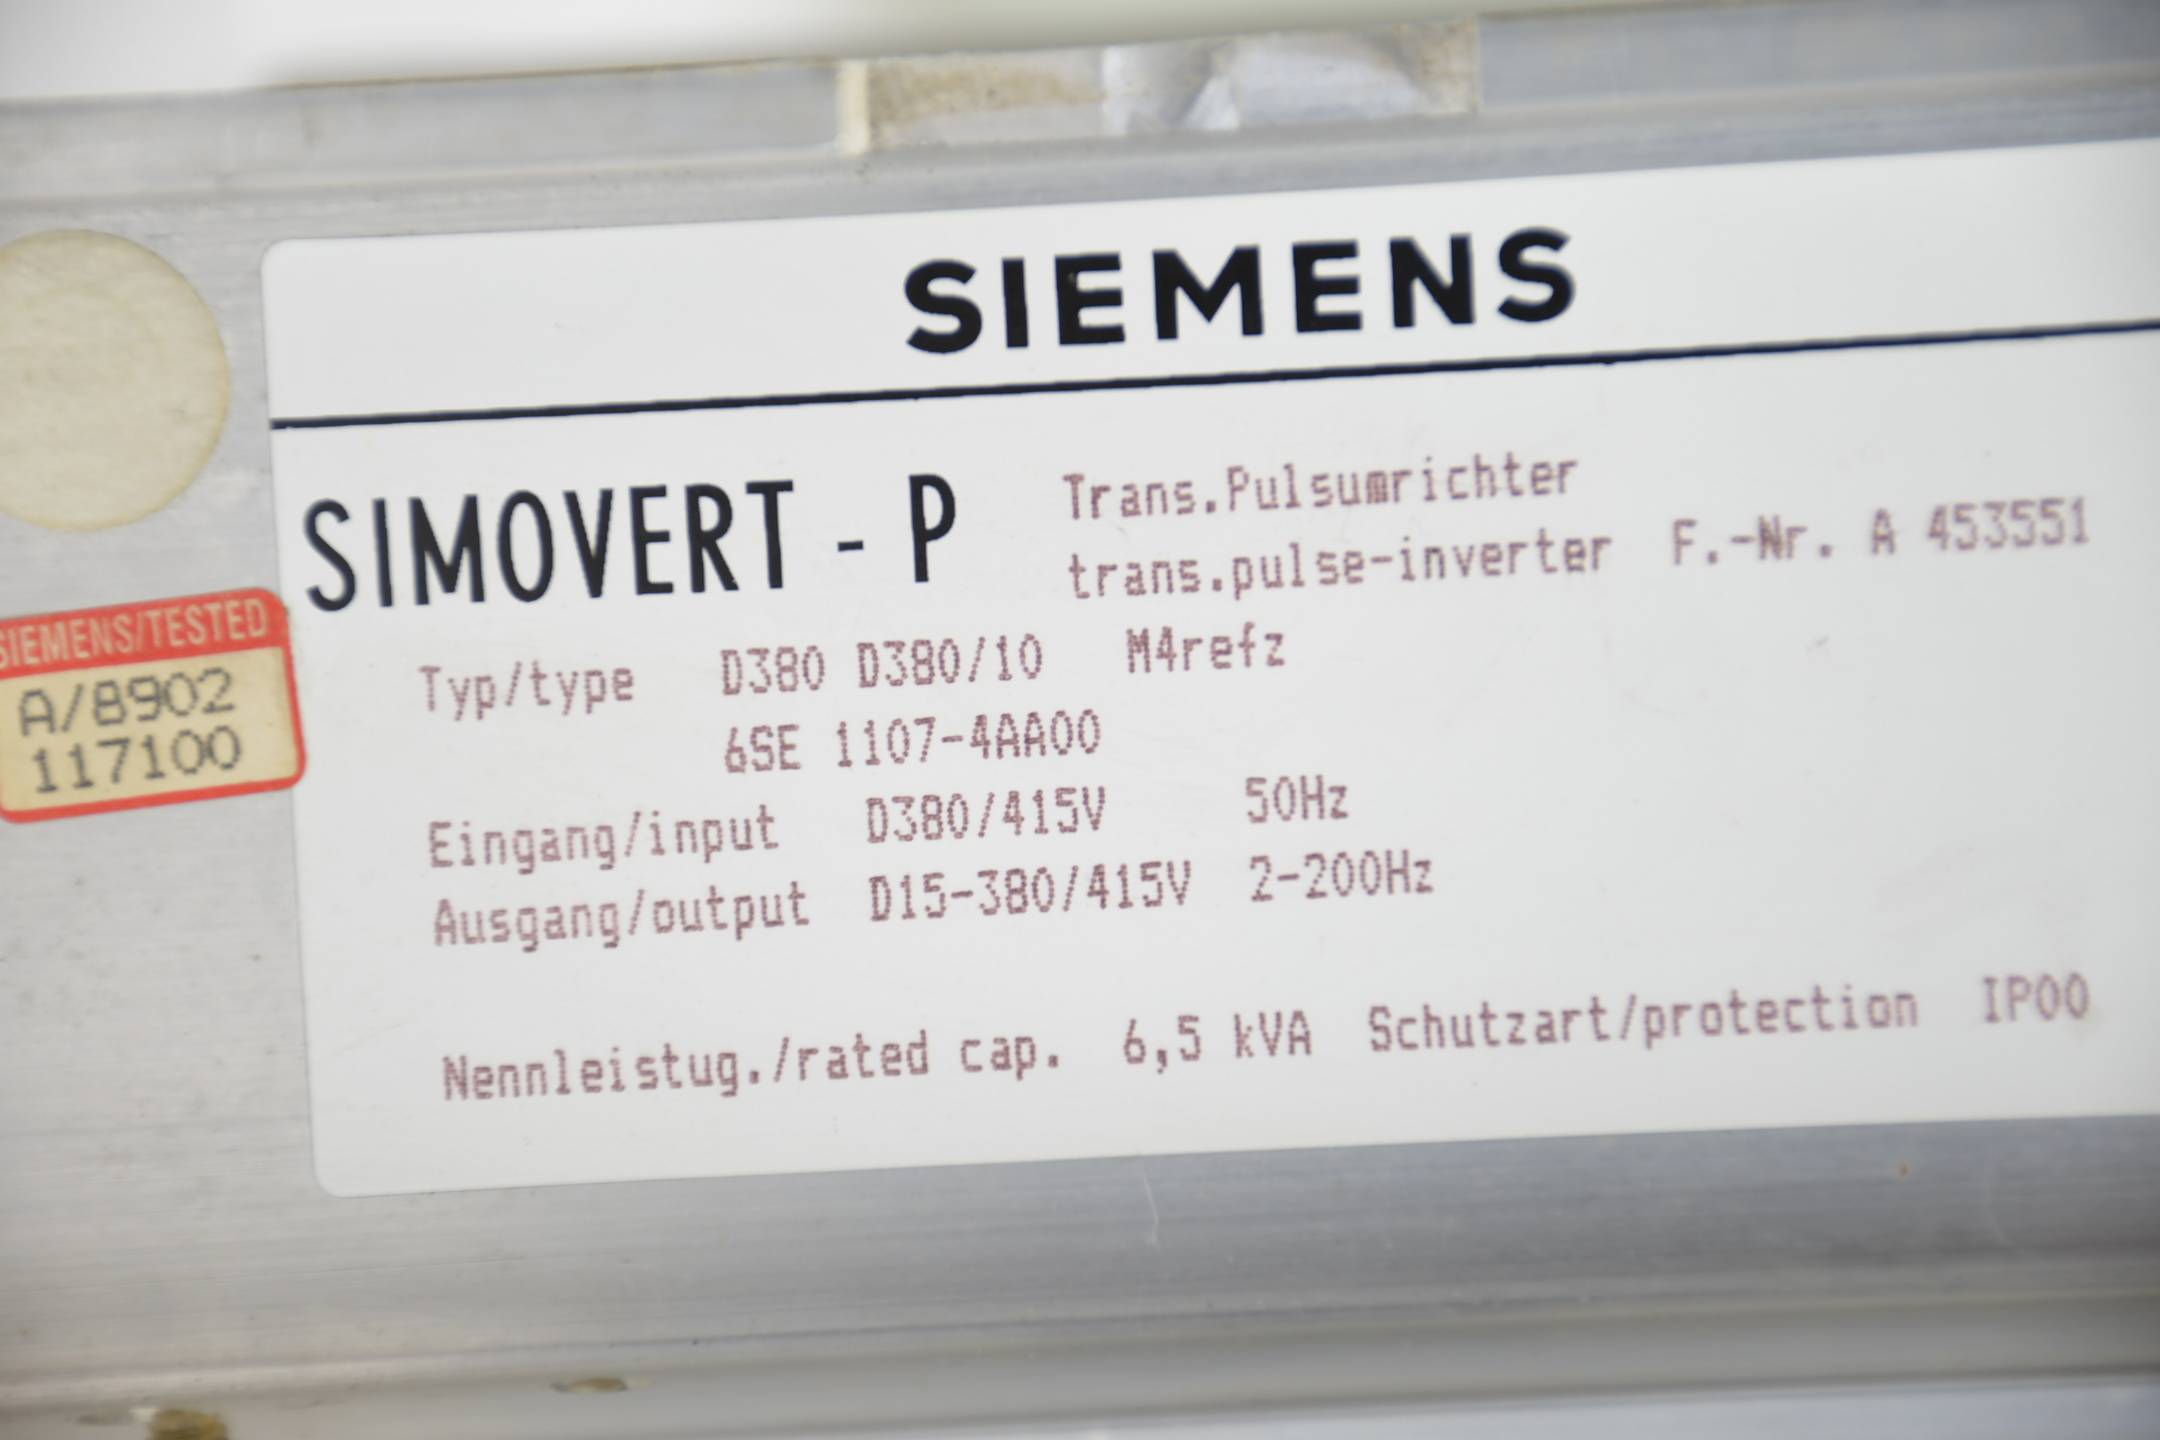 SIEMENS
SIMOVERT - P
Trans.Pulsumrichter
trans.pulse-inverter F.-Nr. A 453551
Typ/type D380 D380/10 M4refz
6SE 1107-4AA00
Eingang/input D380/415V 50Hz
Ausgang/output D15-380/415V 2-200Hz
Nennleistug./rated cap. 6,5 kVA Schutzart/protection IP00
SIEMENS/TESTED
A/8902
117100